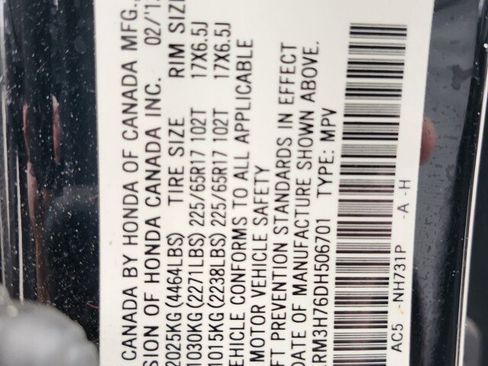 CANADA BY HONDA OF CANADA MFG.,
SION OF HONDA CANADA INC. 02/'1
2025KG (4464LBS) TIRE SIZE RIM SIZE
1030KG (2271LBS) 225/65R17 102T 17X6.5J
1015KG (2238LBS) 225/65R17 102T 17X6.5J
EHICLE CONFORMS TO ALL APPLICABLE
MOTOR VEHICLE SAFETY
FT PREVENTION STANDARDS IN EFFECT
DATE OF MANUFACTURE SHOWN ABOVE.
RM3H76DH506701 TYPE: MPV
AC5 NH731P -A -H